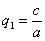 q₁ = c/a